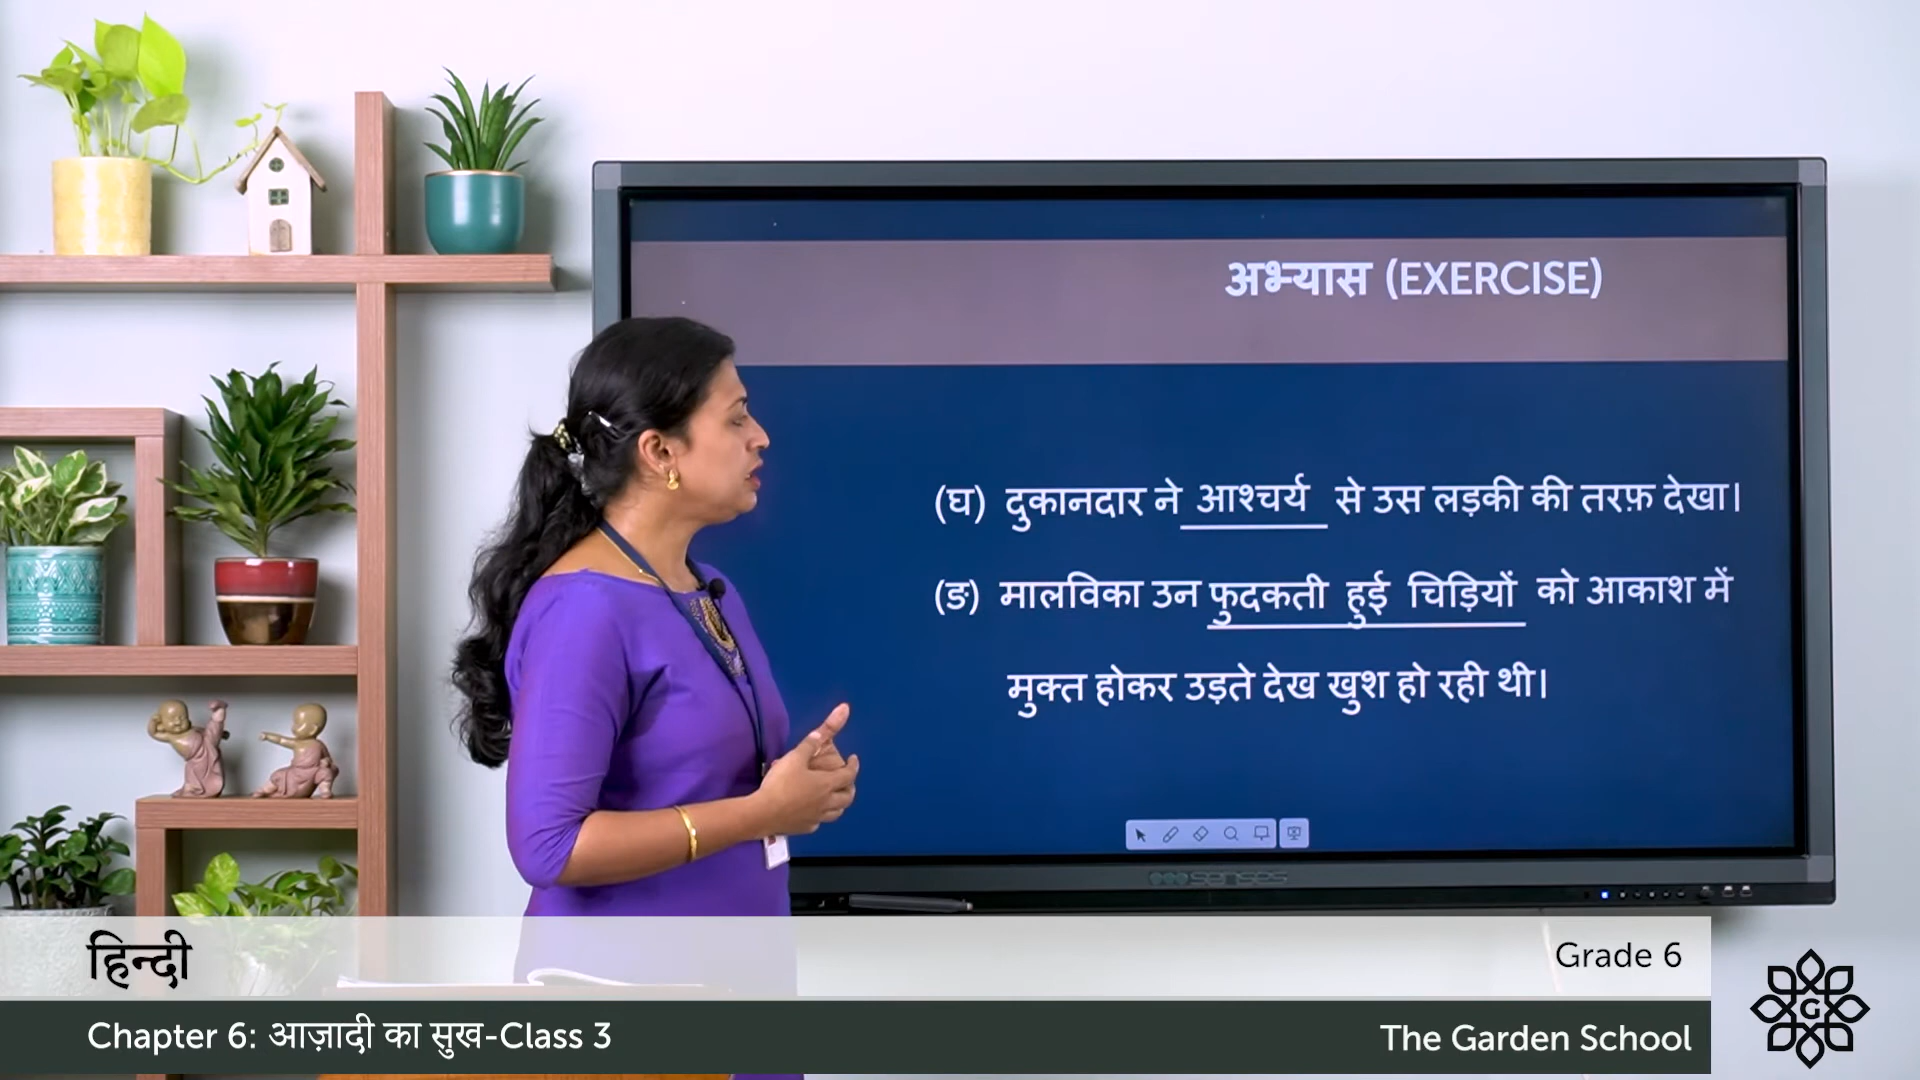 अभ्यास (EXERCISE)
(घ) दुकानदार ने आश्चर्य से उस लड़की की तरफ़ देखा।
(ङ) मालविका उन फुदकती हुई चिड़ियों को आकाश में
मुक्त होकर उड़ते देख खुश हो रही थी।
senses
हिन्दी
Grade 6
Chapter 6: आज़ादी का सुख-Class 3
The Garden School
G